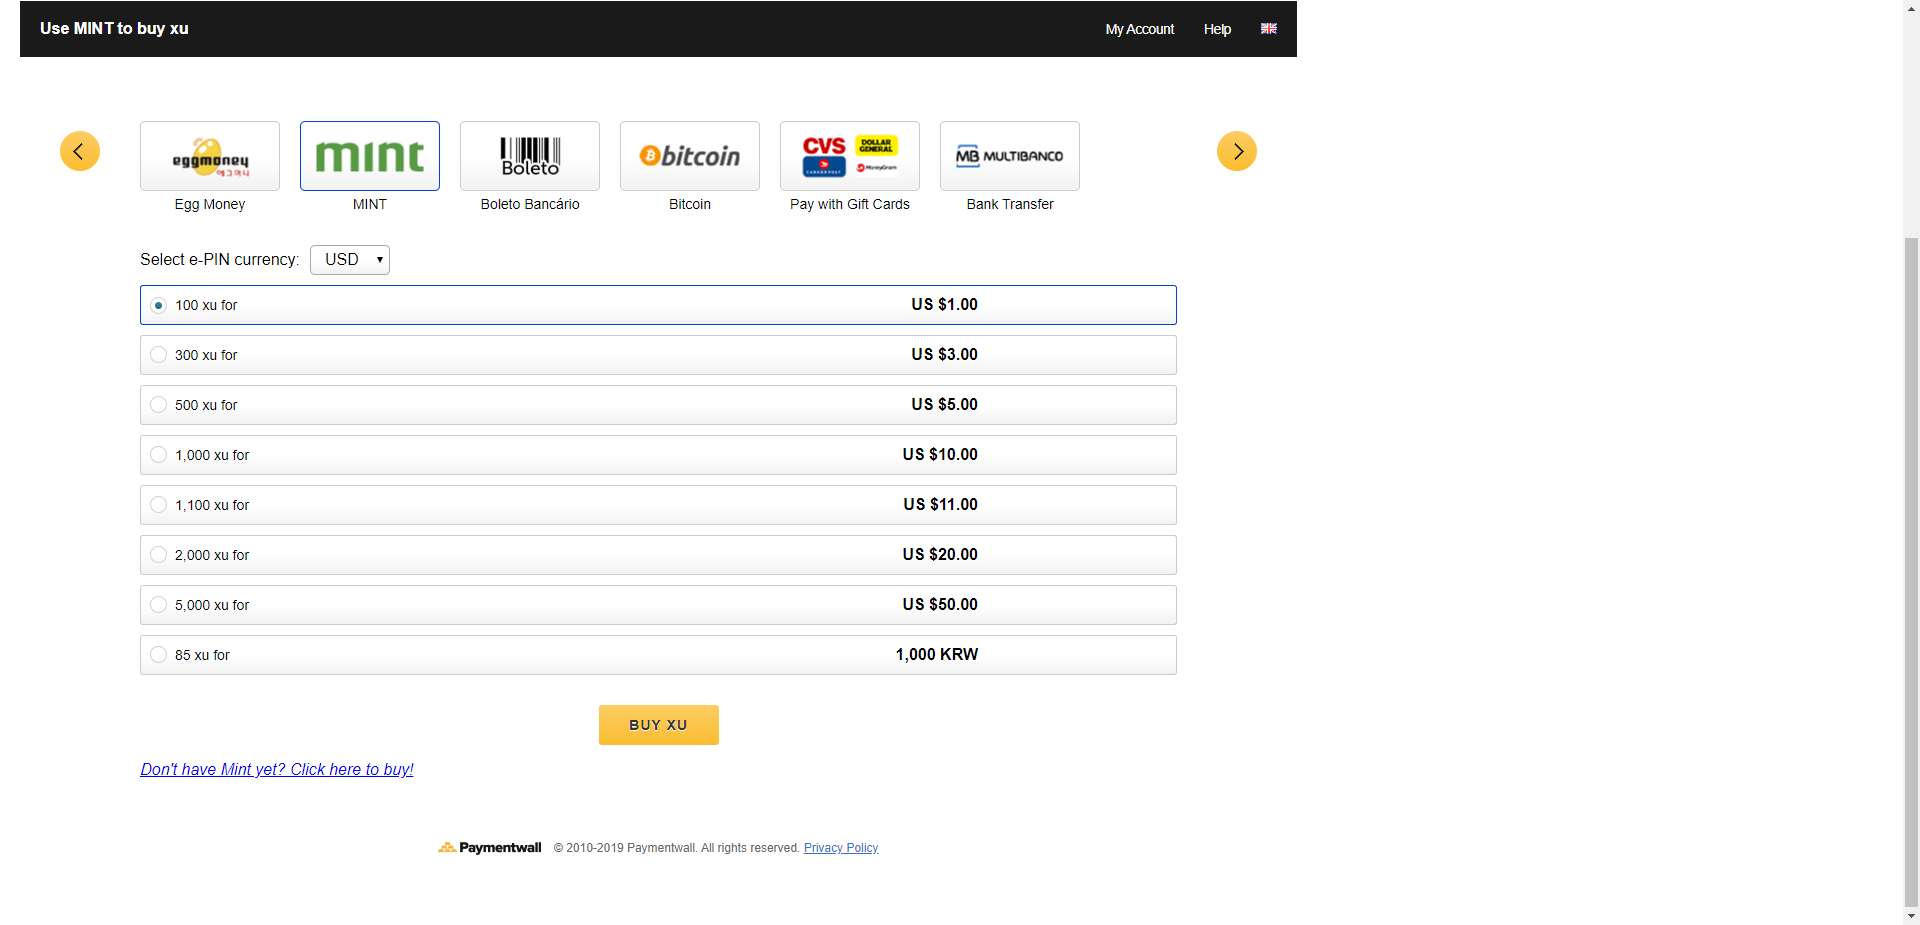 Use MINT to buy xu
My Account Help
eggmoney
에그머니
mint
Boleto
bitcoin
CVS
DOLLAR GENERAL
CANADA POST
MoneyGram
MB MULTIBANCO
Egg Money
MINT
Boleto Bancário
Bitcoin
Pay with Gift Cards
Bank Transfer
Select e-PIN currency: USD
100 xu for US $1.00
300 xu for US $3.00
500 xu for US $5.00
1,000 xu for US $10.00
1,100 xu for US $11.00
2,000 xu for US $20.00
5,000 xu for US $50.00
85 xu for 1,000 KRW
BUY XU
Don't have Mint yet? Click here to buy!
Paymentwall © 2010-2019 Paymentwall. All rights reserved. Privacy Policy